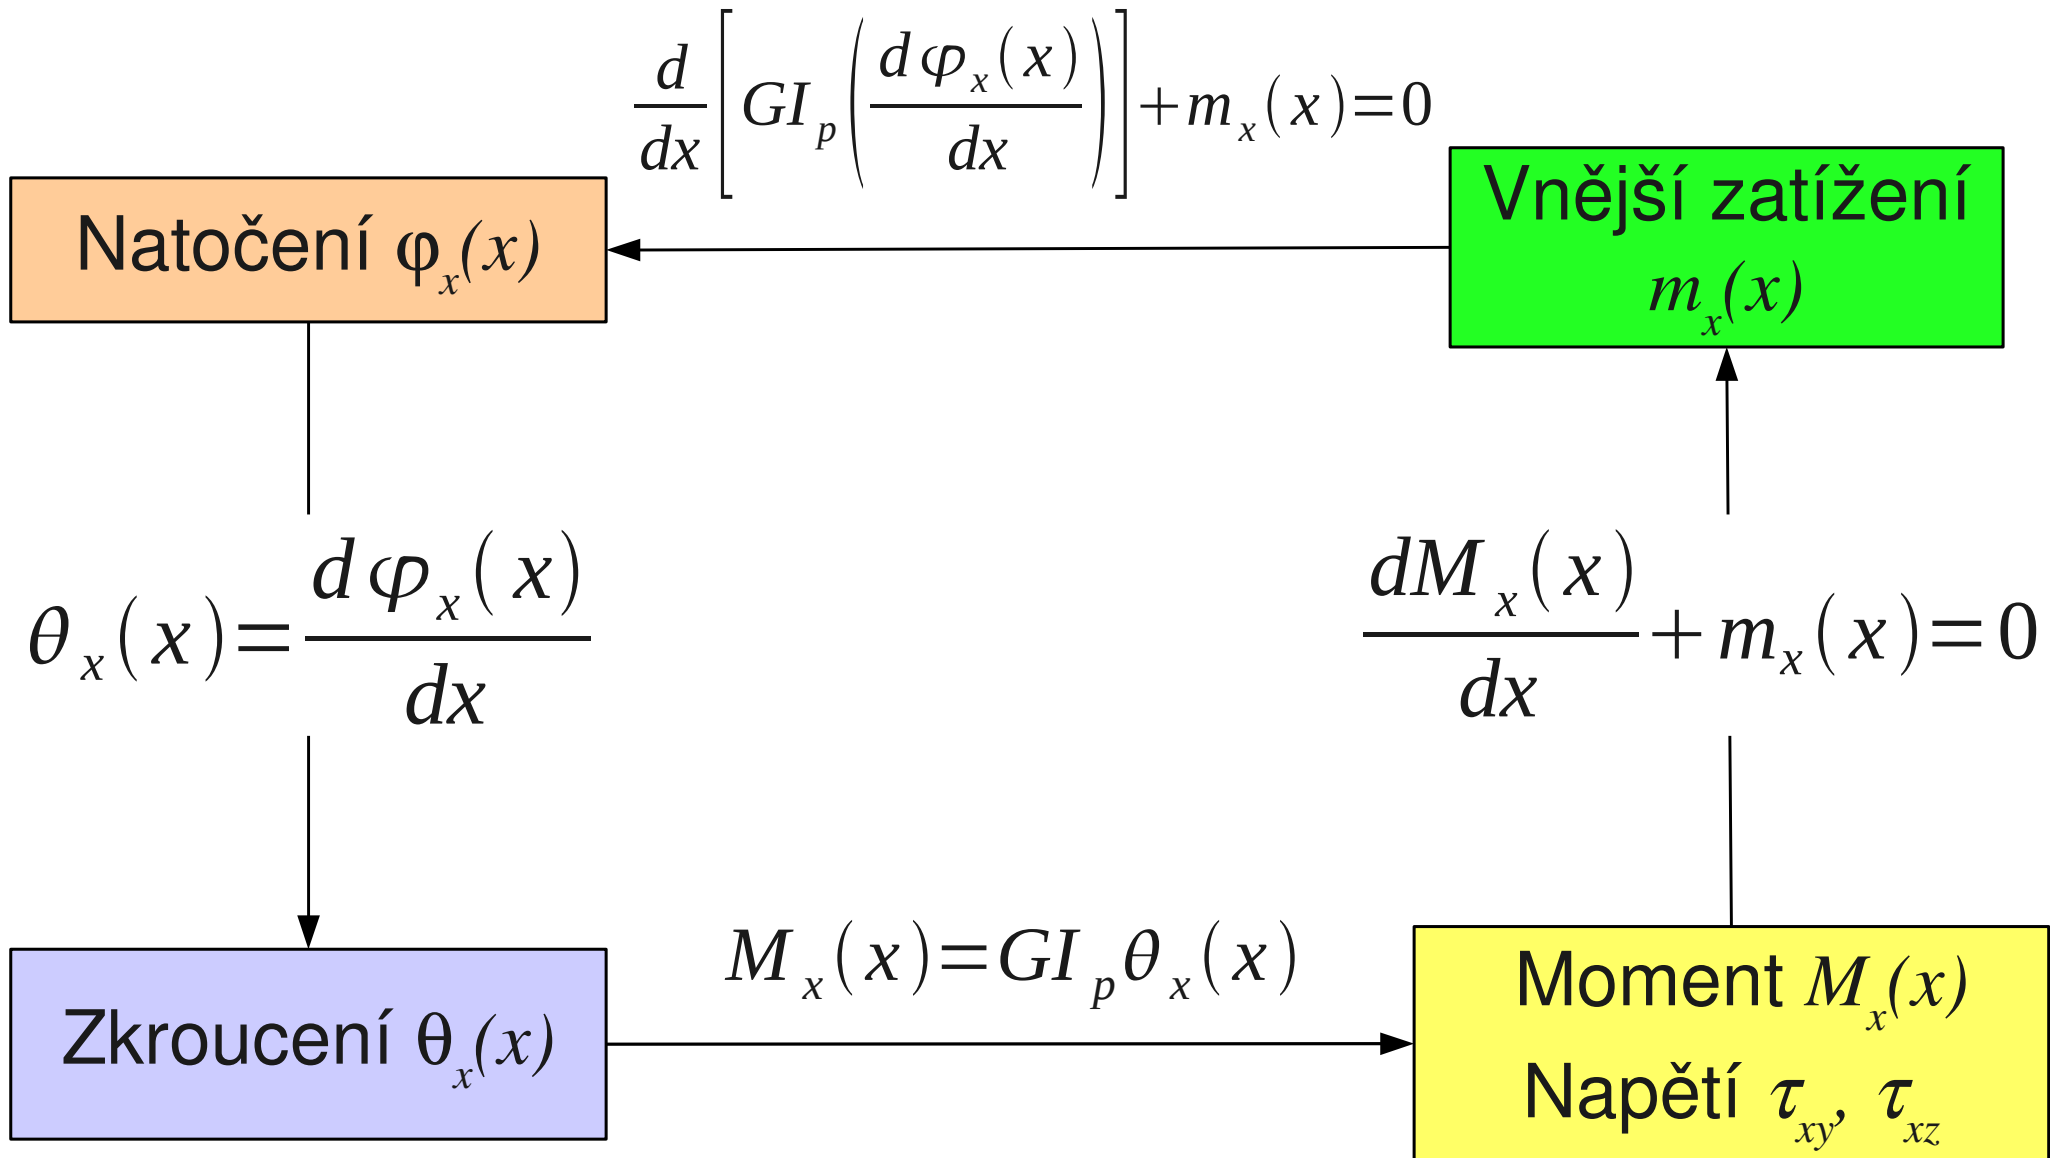 d/dx [ GI_p ( dφ_x(x)/dx ) ] + m_x(x) = 0
Natočení φ_x(x)
Vnější zatížení
m_x(x)
θ_x(x) = dφ_x(x)/dx
dM_x(x)/dx + m_x(x) = 0
M_x(x) = GI_p θ_x(x)
Zkroucení θ_x(x)
Moment M_x(x)
Napětí τ_xy, τ_xz